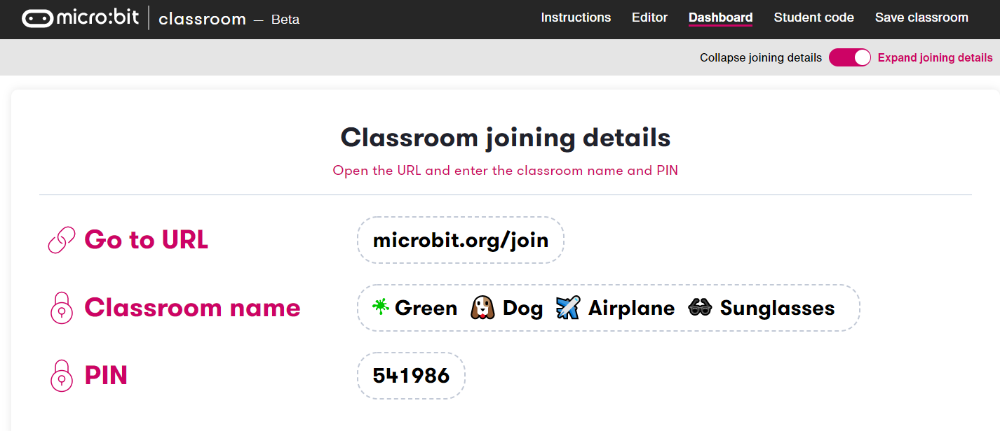 micro:bit classroom — Beta Instructions Editor Dashboard Student code Save classroom
Collapse joining details Expand joining details
Classroom joining details
Open the URL and enter the classroom name and PIN
Go to URL microbit.org/join
Classroom name Green Dog Airplane Sunglasses
PIN 541986